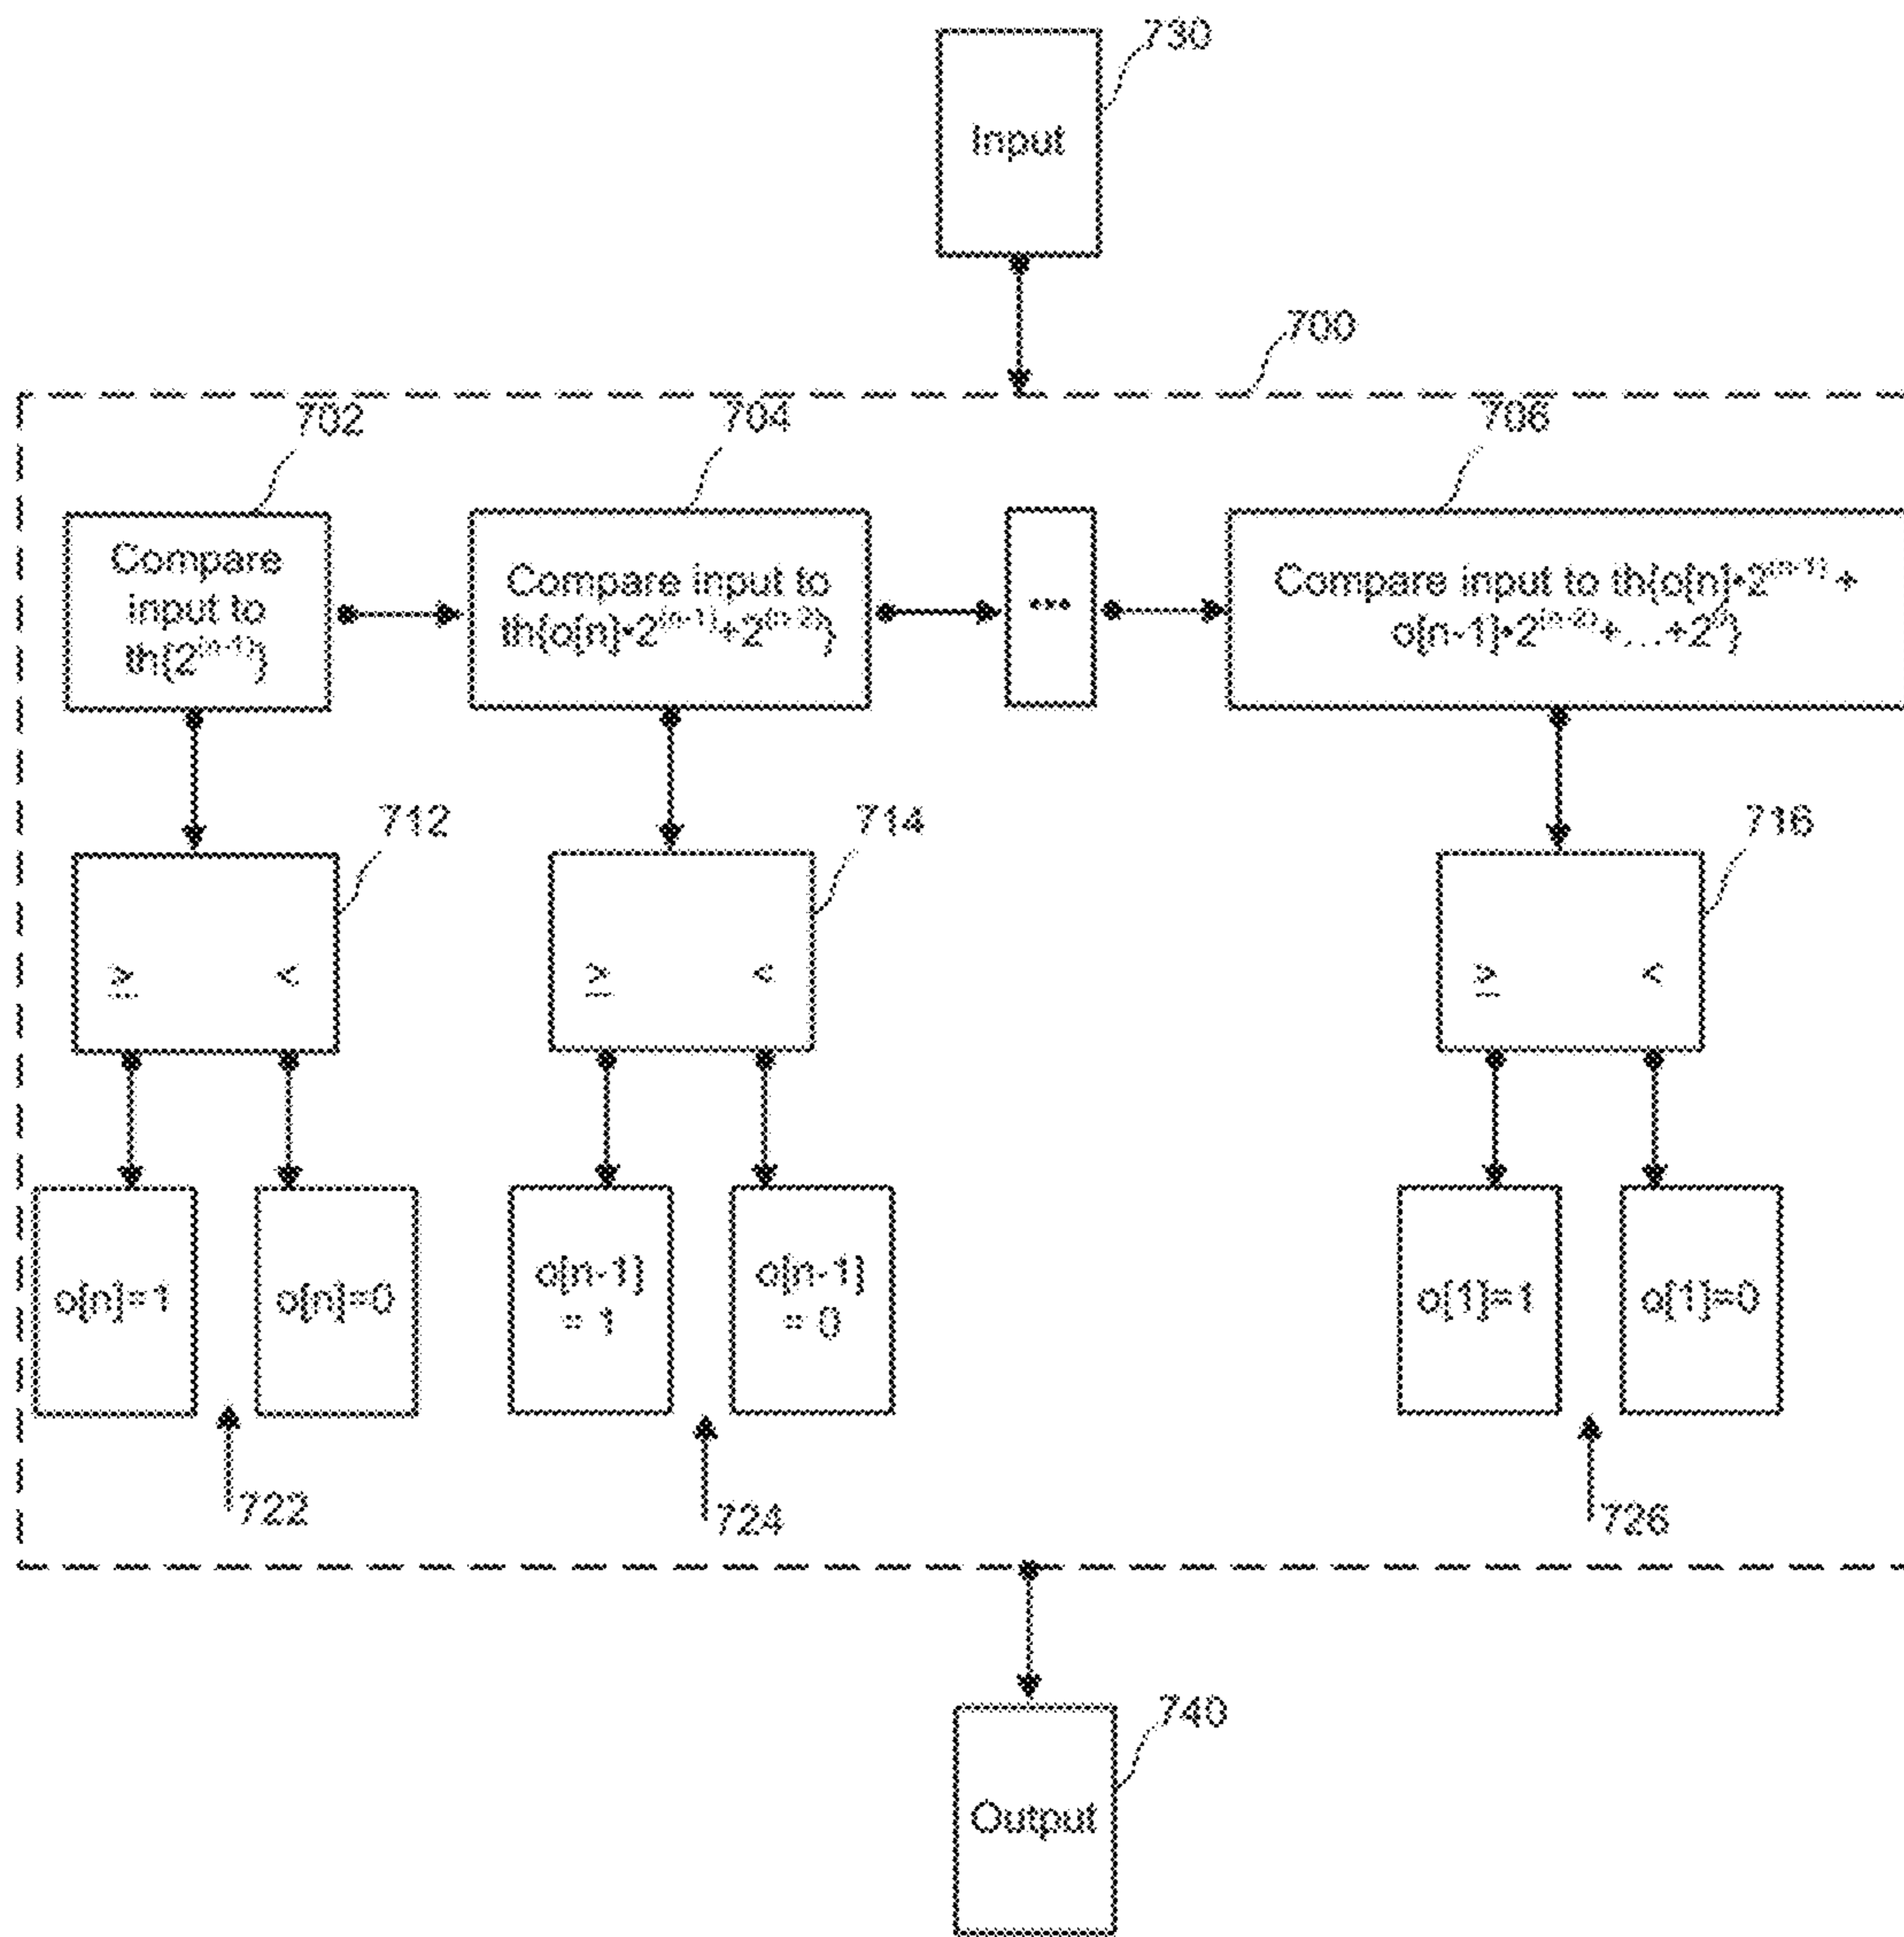 730
Input
700
702
704
706
Compare
input to
th{2^(n-1)}
Compare input to
th{o[n]•2^(n-1)+2^(n-2)}
...
Compare input to th{o[n]•2^(n-1) +
o[n-1]•2^(n-2)+...+2^
712
714
716
≥ <
≥ <
≥ <
o[n]=1
o[n]=0
o[n-1]
= 1
o[n-1]
= 0
o[1]=1
o[1]=0
722
724
726
740
Output